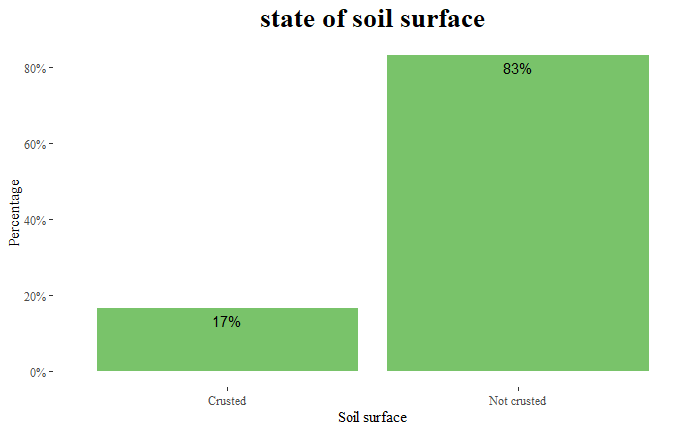 state of soil surface
80%
60%
40%
20%
0%
Percentage
83%
17%
Crusted
Not crusted
Soil surface